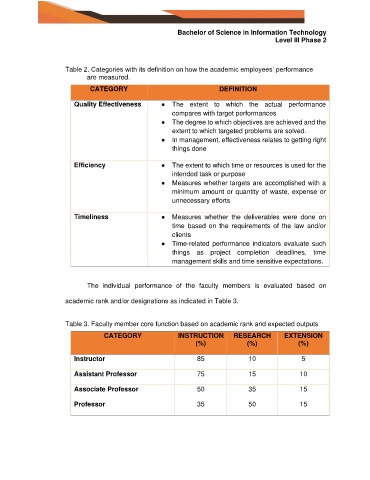 Bachelor of Science in Information Technology
Level III Phase 2
Table 2. Categories with its definition on how the academic employees' performance
are measured.
CATEGORY DEFINITION
Quality Effectiveness • The extent to which the actual performance
compares with target performances
• The degree to which objectives are achieved and the
extent to which targeted problems are solved.
• In management, effectiveness relates to getting right
things done
Efficiency • The extent to which time or resources is used for the
intended task or purpose
• Measures whether targets are accomplished with a
minimum amount or quantity of waste, expense or
unnecessary efforts
Timeliness • Measures whether the deliverables were done on
time based on the requirements of the law and/or
clients
• Time-related performance indicators evaluate such
things as project completion deadlines, time
management skills and time sensitive expectations.
The individual performance of the faculty members is evaluated based on
academic rank and/or designations as indicated in Table 3.
Table 3. Faculty member core function based on academic rank and expected outputs
CATEGORY INSTRUCTION RESEARCH EXTENSION
(%) (%) (%)
Instructor 85 10 5
Assistant Professor 75 15 10
Associate Professor 50 35 15
Professor 35 50 15